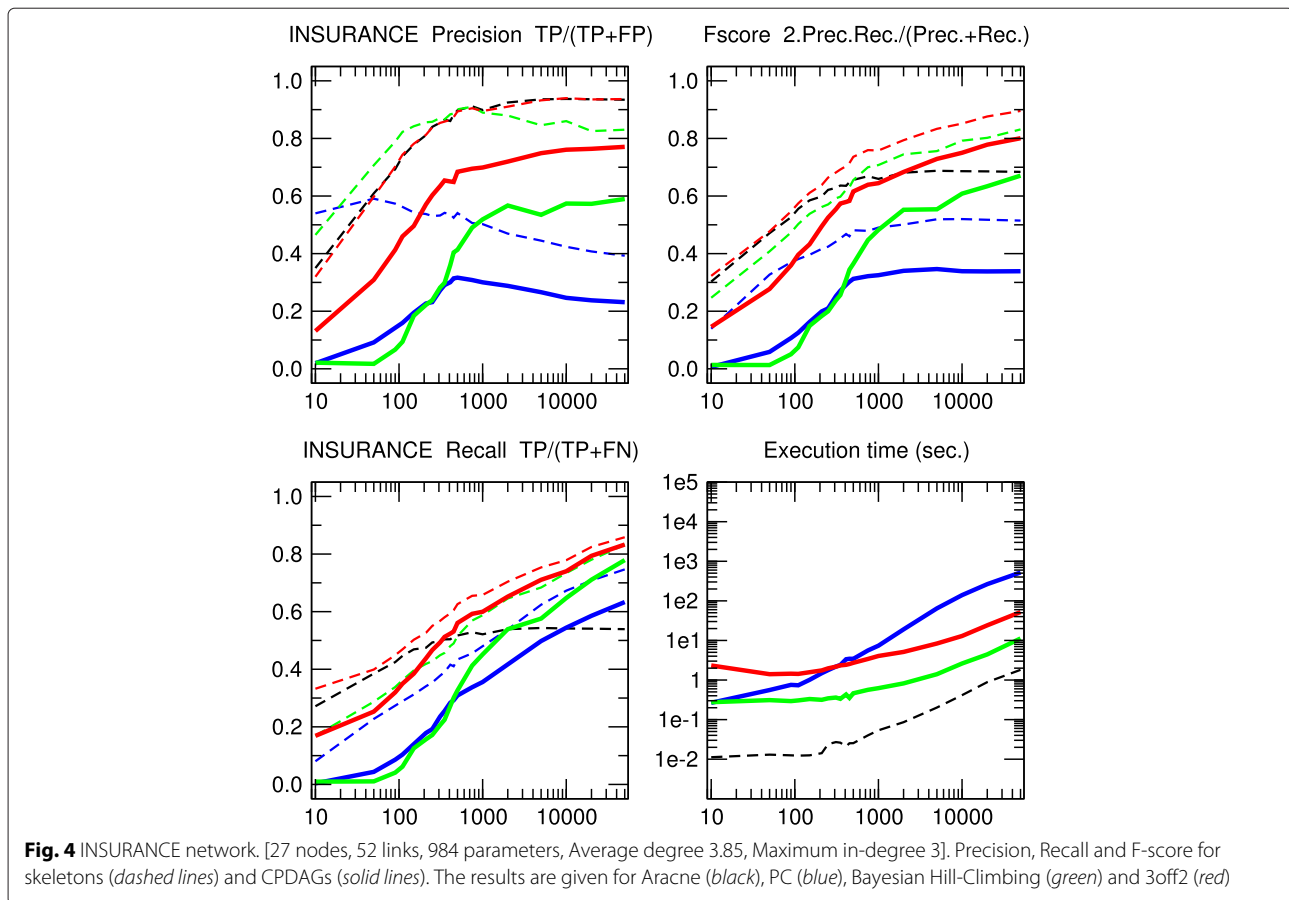 INSURANCE Precision TP/(TP+FP)
1.0
0.8
0.6
0.4
0.2
0.0
10 100 1000 10000
Fscore 2.Prec.Rec./(Prec.+Rec.)
1.0
0.8
0.6
0.4
0.2
0.0
10 100 1000 10000
INSURANCE Recall TP/(TP+FN)
1.0
0.8
0.6
0.4
0.2
0.0
10 100 1000 10000
Execution time (sec.)
1e5
1e4
1e3
1e2
1e1
1
1e-1
1e-2
10 100 1000 10000
Fig. 4 INSURANCE network. [27 nodes, 52 links, 984 parameters, Average degree 3.85, Maximum in-degree 3]. Precision, Recall and F-score for
skeletons (dashed lines) and CPDAGs (solid lines). The results are given for Aracne (black), PC (blue), Bayesian Hill-Climbing (green) and 3off2 (red)